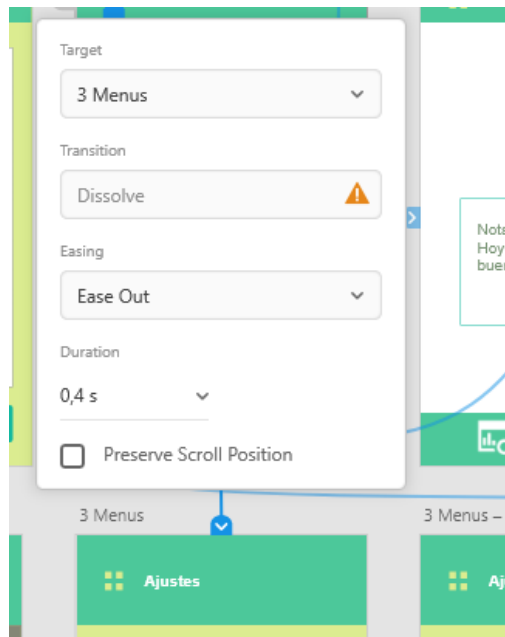 Target
3 Menus
Transition
Dissolve
Easing
Ease Out
Duration
0,4 s
Preserve Scroll Position
Hoy
3 Menus
3 Menus –
Ajustes